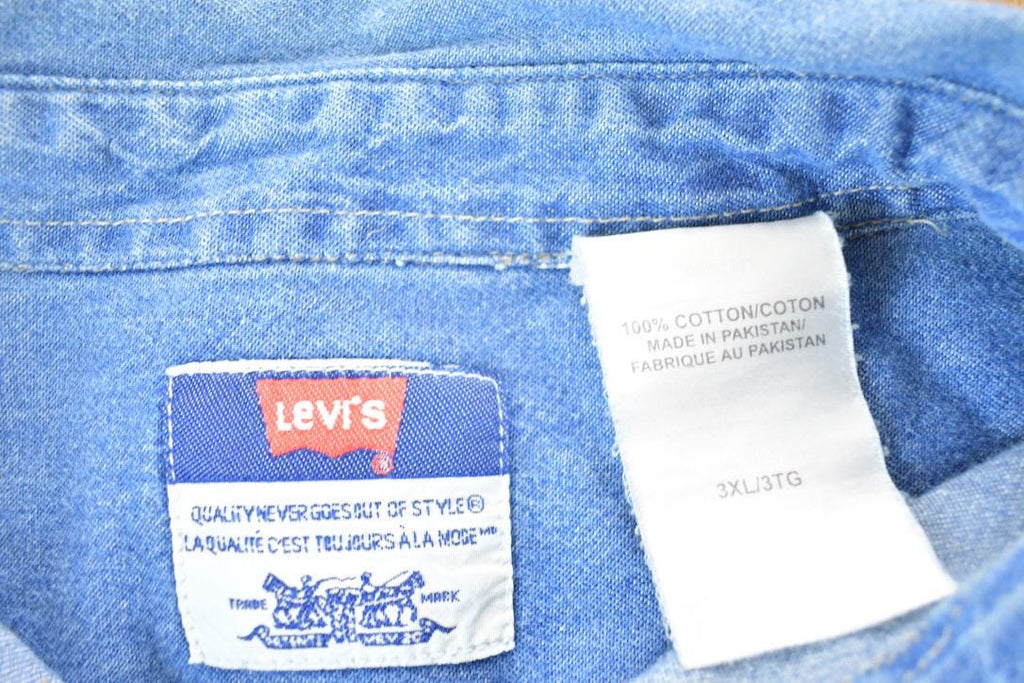 Levi's
®
QUALITY NEVER GOES OUT OF STYLE®
LA QUALITÉ C'EST TOUJOURS À LA MODE
TRADE MARK
100% COTTON/COTON
MADE IN PAKISTAN/
FABRIQUE AU PAKISTAN
3XL/3TG